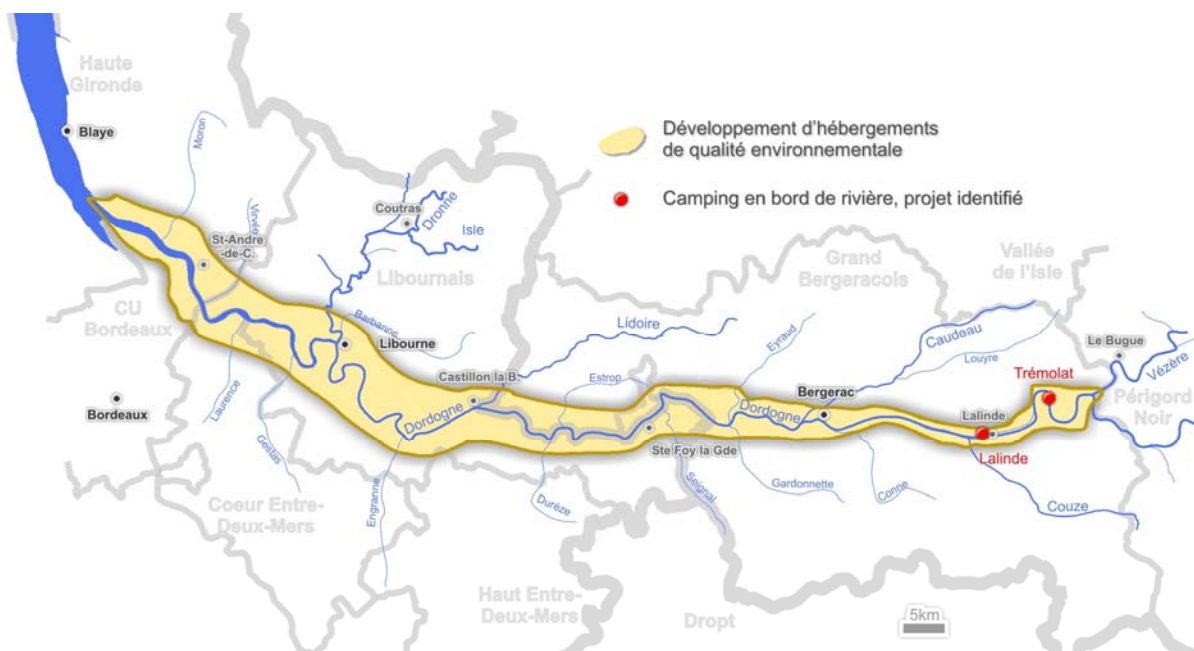 Haute
Gironde
Blaye
Moron
Virvée
St-Andre
-de-C.
Coutras
Dronne
Isle
Libournais
CU
Bordeaux
Barbanne
Libourne
Bordeaux
Laurence
Gestas
Coeur Entre-
Deux-Mers
Engranne
Dordogne
Castillon la B.
Lidoire
Estrop
Durèze
Ste Foy la Gde
Seignal
Haut Entre-
Deux-Mers
Dropt
Développement d'hébergements
de qualité environnementale
Camping en bord de rivière, projet identifié
Grand
Bergeracois
Vallée
de l'Isle
Eyraud
Dordogne
Bergerac
Caudeau
Louyre
Gardonnette
Conne
Couze
Lalinde
Lalinde
Trémolat
Le Bugue
Vézère
Périgord
Noir
5km